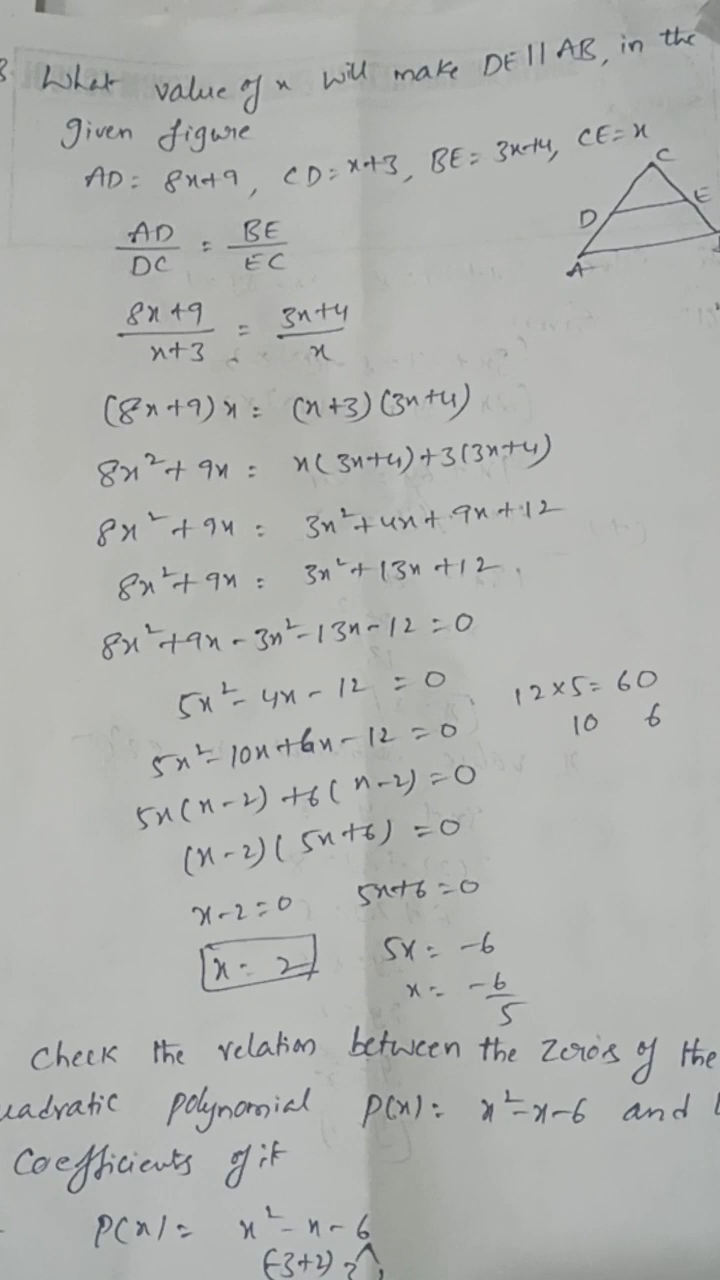 3 What value of x will make DE || AB, in the
given figure
AD = 8x+9, CD = x+3, BE = 3x+4, CE = x
C
D
E
A
AD/DC = BE/EC
8x+9/x+3 = 3x+4/x
(8x+9)x = (x+3)(3x+4)
8x²+9x = x(3x+4)+3(3x+4)
8x²+9x = 3x²+4x+9x+12
8x²+9x = 3x²+13x+12
8x²+9x-3x²-13x-12=0
5x²-4x-12=0
12×5=60
10 6
5x²-10x+6x-12=0
5x(x-2)+6(x-2)=0
(x-2)(5x+6)=0
x-2=0 5x+6=0
x=2 5x=-6
x=-6/5
Check the relation between the zero's of the
uadratic polynomial P(x)= x²-x-6 and
Coefficients of it
P(x)= x²-x-6
(-3+2)